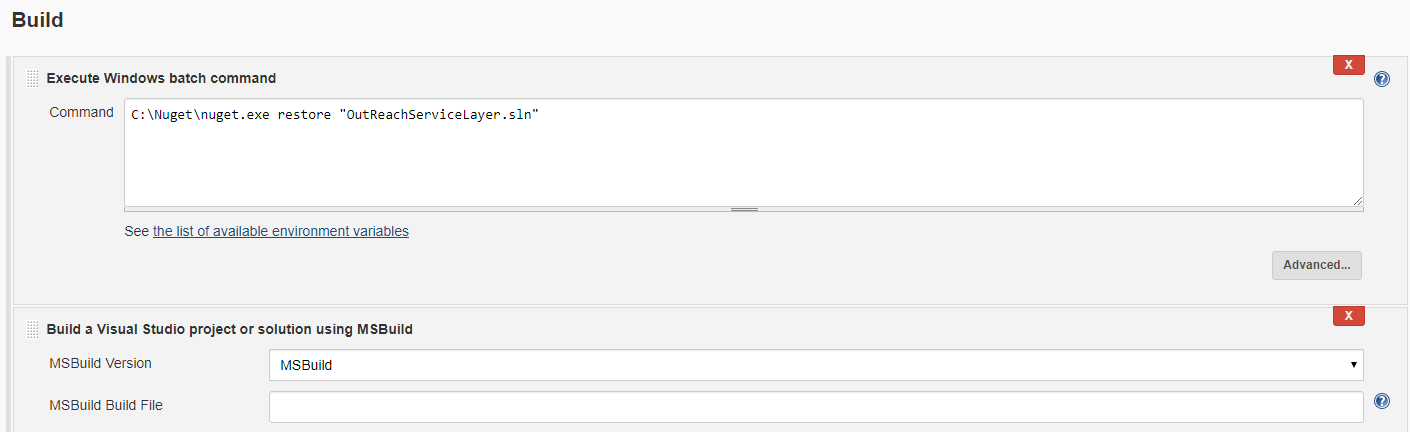 Build
Execute Windows batch command
X
?
Command
C:\Nuget\nuget.exe restore "OutReachServiceLayer.sln"
See the list of available environment variables
Advanced...
Build a Visual Studio project or solution using MSBuild
X
MSBuild Version
MSBuild
MSBuild Build File
?